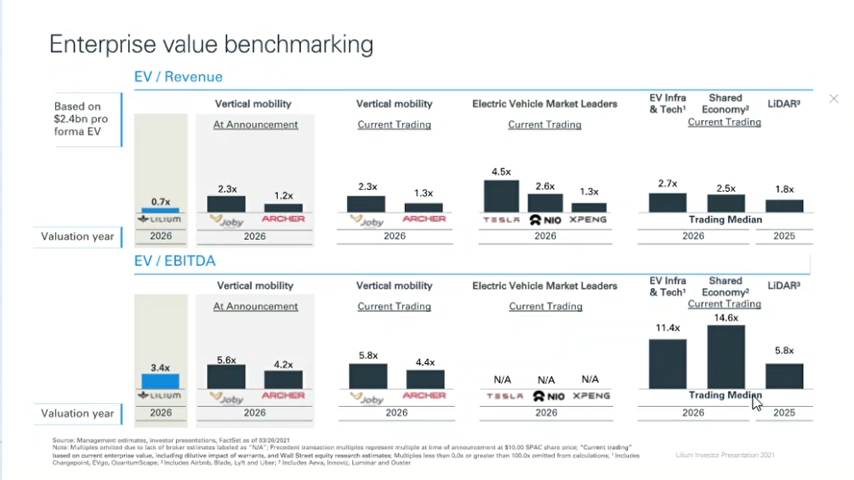 Enterprise value benchmarking
EV / Revenue
Based on
$2.4bn pro
forma EV
Vertical mobility
At Announcement
Vertical mobility
Current Trading
Electric Vehicle Market Leaders
Current Trading
EV Infra
& Tech¹
Shared
Economy²
LiDAR³
Current Trading
0.7x
2.3x
1.2x
2.3x
1.3x
4.5x
2.6x
1.3x
2.7x
2.5x
1.8x
LILIUM
Joby
ARCHER
Joby
ARCHER
TESLA
NIO
XPENG
Trading Median
Valuation year
2026
2026
2026
2026
2026
2025
EV / EBITDA
Vertical mobility
At Announcement
Vertical mobility
Current Trading
Electric Vehicle Market Leaders
Current Trading
EV Infra
& Tech¹
Shared
Economy²
LiDAR³
Current Trading
3.4x
5.6x
4.2x
5.8x
4.4x
N/A
N/A
N/A
11.4x
14.6x
5.8x
LILIUM
Joby
ARCHER
Joby
ARCHER
TESLA
NIO
XPENG
Trading Median
Valuation year
2026
2026
2026
2026
2026
2025
Source: Management estimates, investor presentations, FactSet as of 03/26/2021
Note: Multiples omitted due to lack of broker estimates labeled as "N/A"; Precedent transaction multiples represent multiple at time of announcement at $10.00 SPAC share price; "Current trading"
based on current enterprise value, including dilutive impact of warrants, and Wall Street equity research estimates; Multiples less than 0.0x or greater than 100.0x omitted from calculations; ¹ Includes
Chargepoint, EVgo, QuantumScape; ² Includes Airbnb, Blade, Lyft and Uber; ³ Includes Aeva, Innoviz, Luminar and Ouster
Lilium Investor Presentation 2021